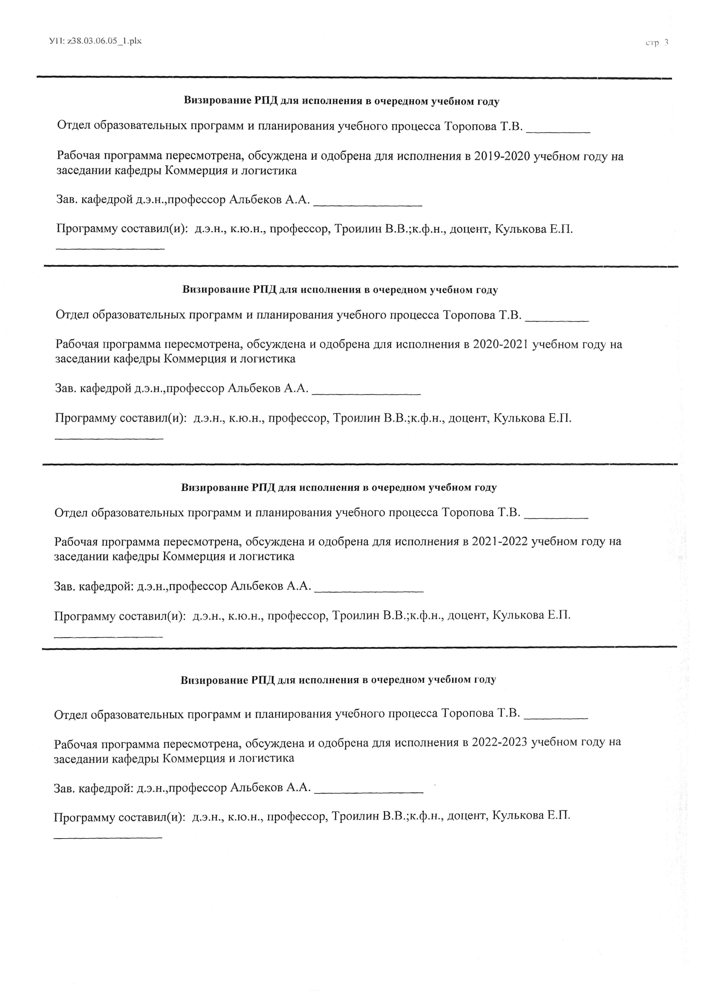 УП: z38.03.06.05_1.plx
стр. 3
Визирование РПД для исполнения в очередном учебном году
Отдел образовательных программ и планирования учебного процесса Торопова Т.В. __________
Рабочая программа пересмотрена, обсуждена и одобрена для исполнения в 2019-2020 учебном году на
заседании кафедры Коммерция и логистика
Зав. кафедрой д.э.н.,профессор Альбеков А.А. _________________
Программу составил(и): д.э.н., к.ю.н., профессор, Троилин В.В.;к.ф.н., доцент, Кулькова Е.П.
_________________
Визирование РПД для исполнения в очередном учебном году
Отдел образовательных программ и планирования учебного процесса Торопова Т.В. __________
Рабочая программа пересмотрена, обсуждена и одобрена для исполнения в 2020-2021 учебном году на
заседании кафедры Коммерция и логистика
Зав. кафедрой д.э.н.,профессор Альбеков А.А. _________________
Программу составил(и): д.э.н., к.ю.н., профессор, Троилин В.В.;к.ф.н., доцент, Кулькова Е.П.
_________________
Визирование РПД для исполнения в очередном учебном году
Отдел образовательных программ и планирования учебного процесса Торопова Т.В. __________
Рабочая программа пересмотрена, обсуждена и одобрена для исполнения в 2021-2022 учебном году на
заседании кафедры Коммерция и логистика
Зав. кафедрой: д.э.н.,профессор Альбеков А.А. _________________
Программу составил(и): д.э.н., к.ю.н., профессор, Троилин В.В.;к.ф.н., доцент, Кулькова Е.П.
_________________
Визирование РПД для исполнения в очередном учебном году
Отдел образовательных программ и планирования учебного процесса Торопова Т.В. __________
Рабочая программа пересмотрена, обсуждена и одобрена для исполнения в 2022-2023 учебном году на
заседании кафедры Коммерция и логистика
Зав. кафедрой: д.э.н.,профессор Альбеков А.А. _________________
Программу составил(и): д.э.н., к.ю.н., профессор, Троилин В.В.;к.ф.н., доцент, Кулькова Е.П.
_________________